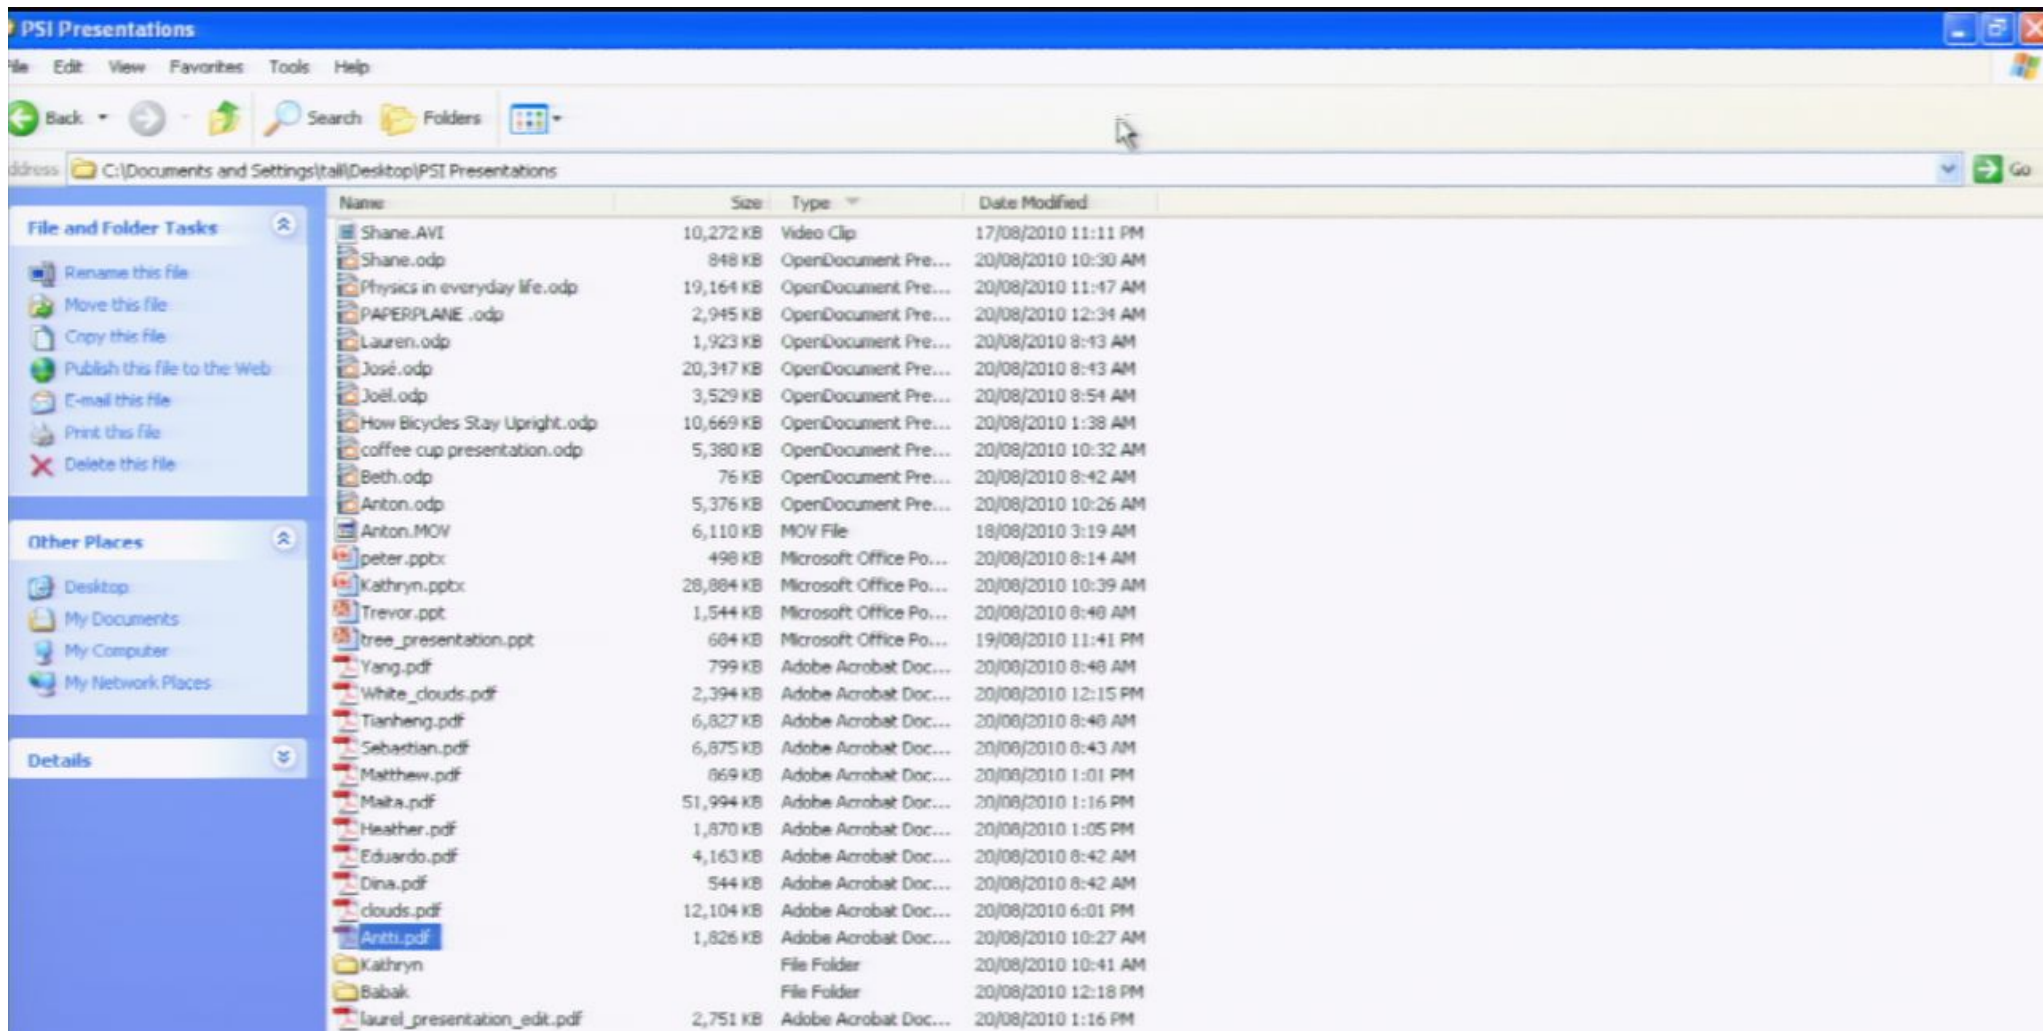 PSI Presentations
File Edit View Favorites Tools Help
Back Search Folders
Address C:\Documents and Settings\tall\Desktop\PSI Presentations Go
File and Folder Tasks
Rename this file
Move this file
Copy this file
Publish this file to the Web
E-mail this file
Print this file
Delete this file
Other Places
Desktop
My Documents
My Computer
My Network Places
Details
Name Size Type Date Modified
Shane.AVI 10,272 KB Video Clip 17/08/2010 11:11 PM
Shane.odp 848 KB OpenDocument Pre... 20/08/2010 10:30 AM
Physics in everyday life.odp 19,164 KB OpenDocument Pre... 20/08/2010 11:47 AM
PAPERPLANE .odp 2,945 KB OpenDocument Pre... 20/08/2010 12:34 AM
Lauren.odp 1,923 KB OpenDocument Pre... 20/08/2010 8:43 AM
José.odp 20,347 KB OpenDocument Pre... 20/08/2010 8:43 AM
Joël.odp 3,529 KB OpenDocument Pre... 20/08/2010 8:54 AM
How Bicycles Stay Upright.odp 10,669 KB OpenDocument Pre... 20/08/2010 1:38 AM
coffee cup presentation.odp 5,380 KB OpenDocument Pre... 20/08/2010 10:32 AM
Beth.odp 76 KB OpenDocument Pre... 20/08/2010 8:42 AM
Anton.odp 5,376 KB OpenDocument Pre... 20/08/2010 10:26 AM
Anton.MOV 6,110 KB MOV File 18/08/2010 3:19 AM
peter.pptx 498 KB Microsoft Office Po... 20/08/2010 8:14 AM
Kathryn.pptx 28,884 KB Microsoft Office Po... 20/08/2010 10:39 AM
Trevor.ppt 1,544 KB Microsoft Office Po... 20/08/2010 8:48 AM
tree_presentation.ppt 684 KB Microsoft Office Po... 19/08/2010 11:41 PM
Yang.pdf 799 KB Adobe Acrobat Doc... 20/08/2010 8:48 AM
White_clouds.pdf 2,394 KB Adobe Acrobat Doc... 20/08/2010 12:15 PM
Tianheng.pdf 6,827 KB Adobe Acrobat Doc... 20/08/2010 8:48 AM
Sebastian.pdf 6,875 KB Adobe Acrobat Doc... 20/08/2010 8:43 AM
Matthew.pdf 869 KB Adobe Acrobat Doc... 20/08/2010 1:01 PM
Maita.pdf 51,994 KB Adobe Acrobat Doc... 20/08/2010 1:16 PM
Heather.pdf 1,870 KB Adobe Acrobat Doc... 20/08/2010 1:05 PM
Eduardo.pdf 4,163 KB Adobe Acrobat Doc... 20/08/2010 8:42 AM
Dina.pdf 544 KB Adobe Acrobat Doc... 20/08/2010 8:42 AM
clouds.pdf 12,104 KB Adobe Acrobat Doc... 20/08/2010 6:01 PM
Antti.pdf 1,826 KB Adobe Acrobat Doc... 20/08/2010 10:27 AM
Kathryn File Folder 20/08/2010 10:41 AM
Babak File Folder 20/08/2010 12:18 PM
laurel_presentation_edit.pdf 2,751 KB Adobe Acrobat Doc... 20/08/2010 1:16 PM